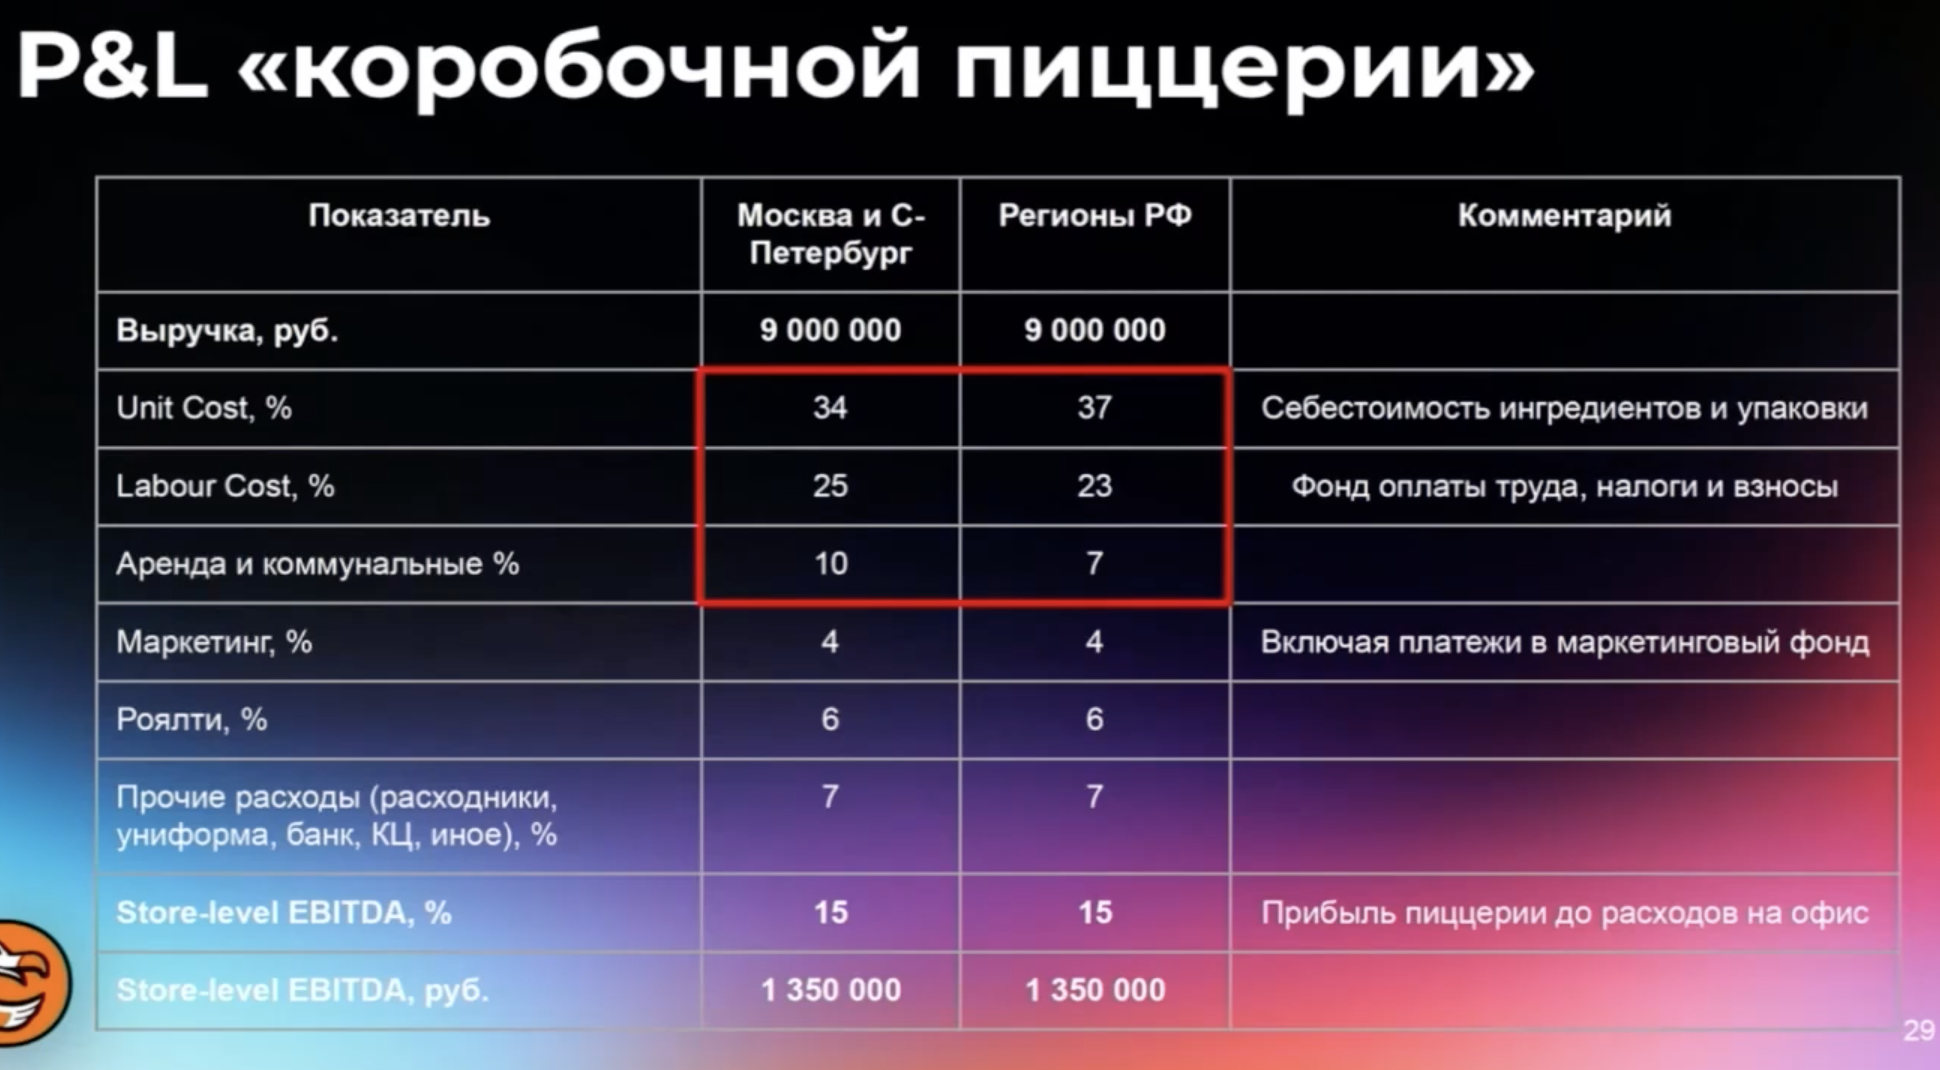 P&L «коробочной пиццерии»
Показатель
Москва и С-
Петербург
Регионы РФ
Комментарий
Выручка, руб.
9 000 000
9 000 000
Unit Cost, %
34
37
Себестоимость ингредиентов и упаковки
Labour Cost, %
25
23
Фонд оплаты труда, налоги и взносы
Аренда и коммунальные %
10
7
Маркетинг, %
4
4
Включая платежи в маркетинговый фонд
Роялти, %
6
6
Прочие расходы (расходники,
униформа, банк, КЦ, иное), %
7
7
Store-level EBITDA, %
15
15
Прибыль пиццерии до расходов на офис
Store-level EBITDA, руб.
1 350 000
1 350 000
29